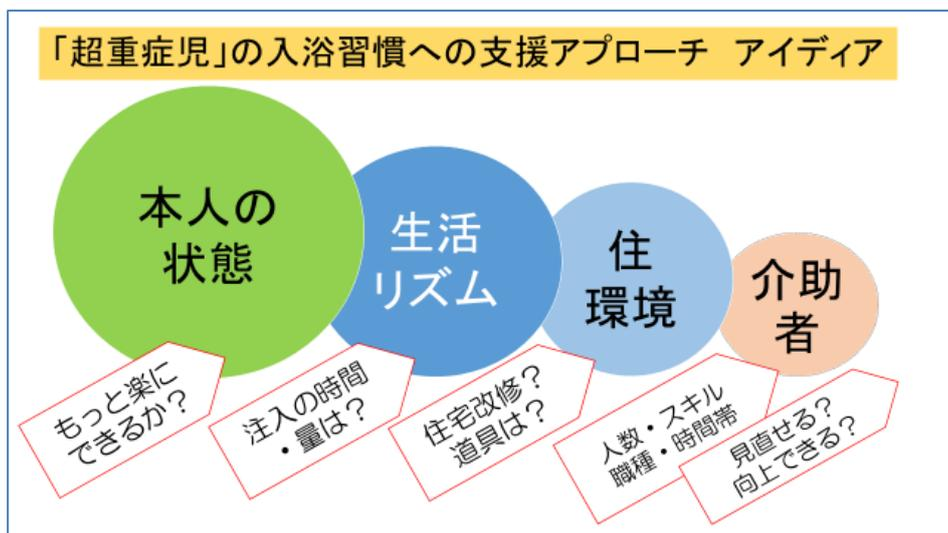 「超重症児」の入浴習慣への支援アプローチ　アイディア
本人の
状態
生活
リズム
住
環境
介助
者
もっと楽に
できるか？
注入の時間
・量は？
住宅改修？
道具は？
人数・スキル
職種・時間帯
見直せる？
向上できる？